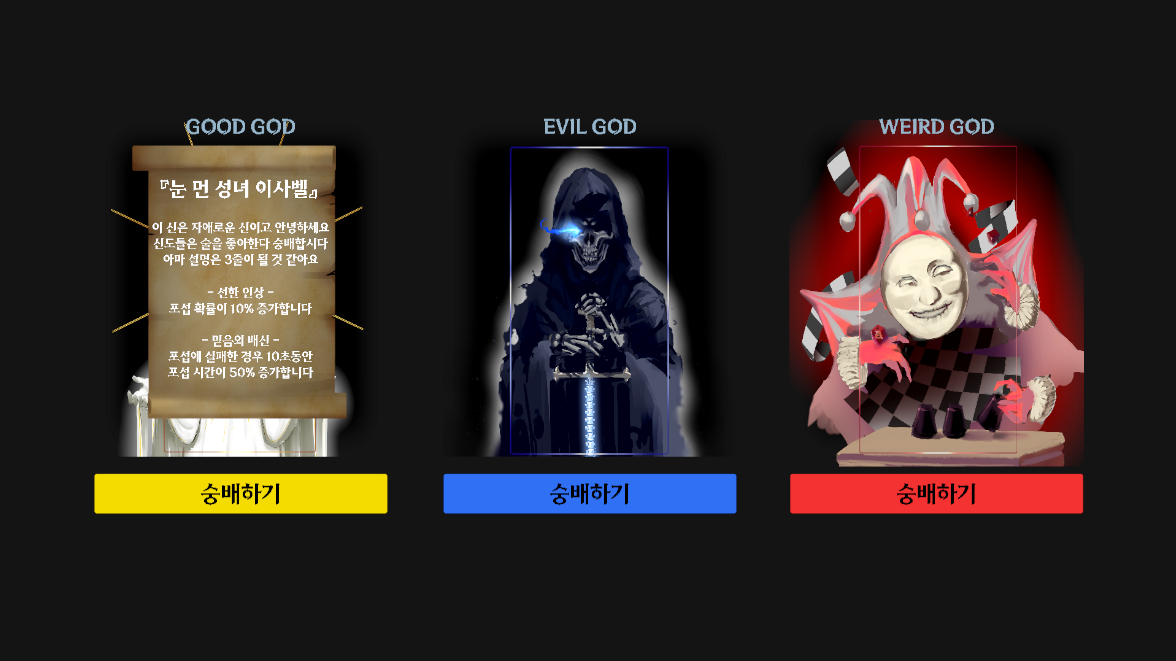 GOOD GOD
『눈 먼 성녀 이사벨』
이 신은 자애로운 신이고 안녕하세요
신도들은 술을 좋아한다 숭배합시다
아마 설명은 3줄이 될 것 같아요
- 선한 인상 -
포섭 확률이 10% 증가합니다
- 믿음의 배신 -
포섭에 실패한 경우 10초동안
포섭 시간이 50% 증가합니다
숭배하기
EVIL GOD
숭배하기
WEIRD GOD
숭배하기